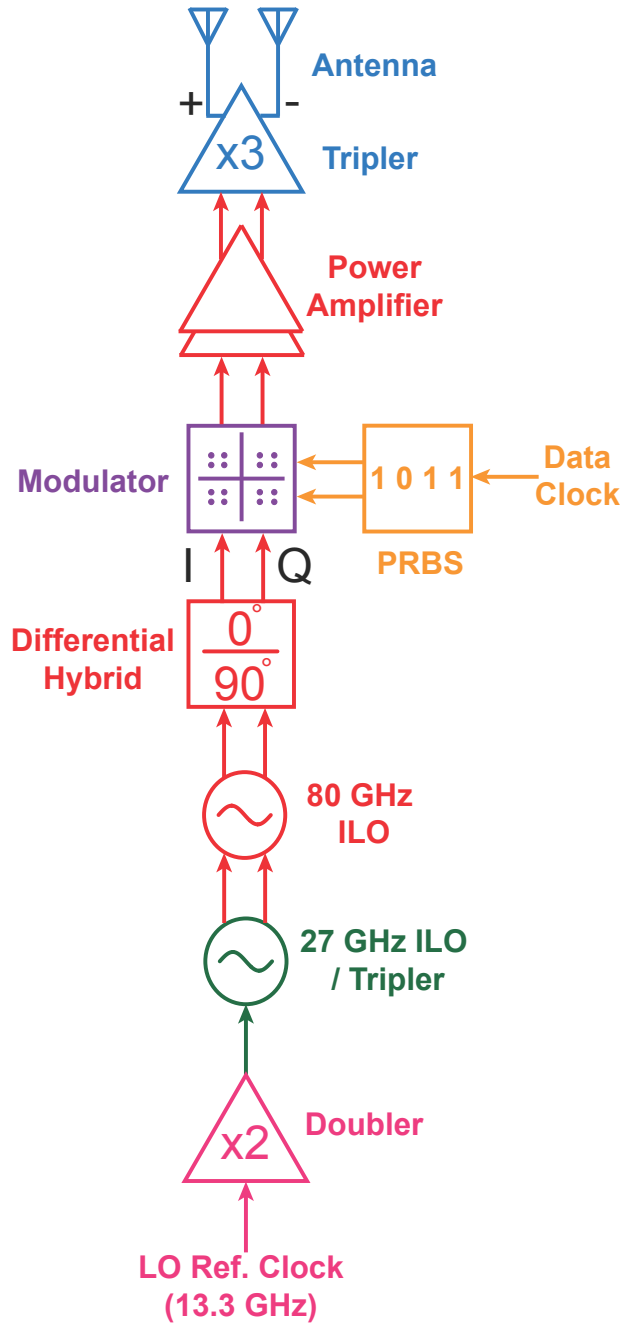 Antenna
+ -
x3
Tripler
Power
Amplifier
Modulator
1 0 1 1
Data
Clock
PRBS
I Q
Differential
Hybrid
0°
90°
80 GHz
ILO
27 GHz ILO
/ Tripler
Doubler
x2
LO Ref. Clock
(13.3 GHz)